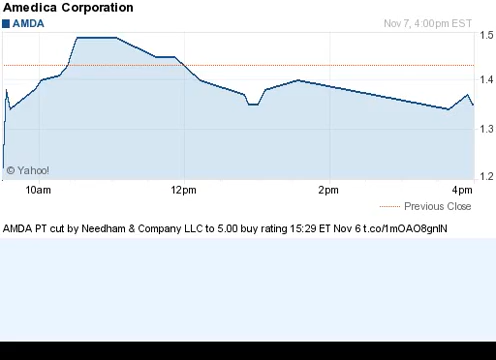 Amedica Corporation
AMDA Nov 7, 4:00pm EST
1.5
1.4
1.3
1.2
© Yahoo!
10am 12pm 2pm 4pm
Previous Close
AMDA PT cut by Needham & Company LLC to 5.00 buy rating 15:29 ET Nov 6 t.co/1mOAO8gnIN